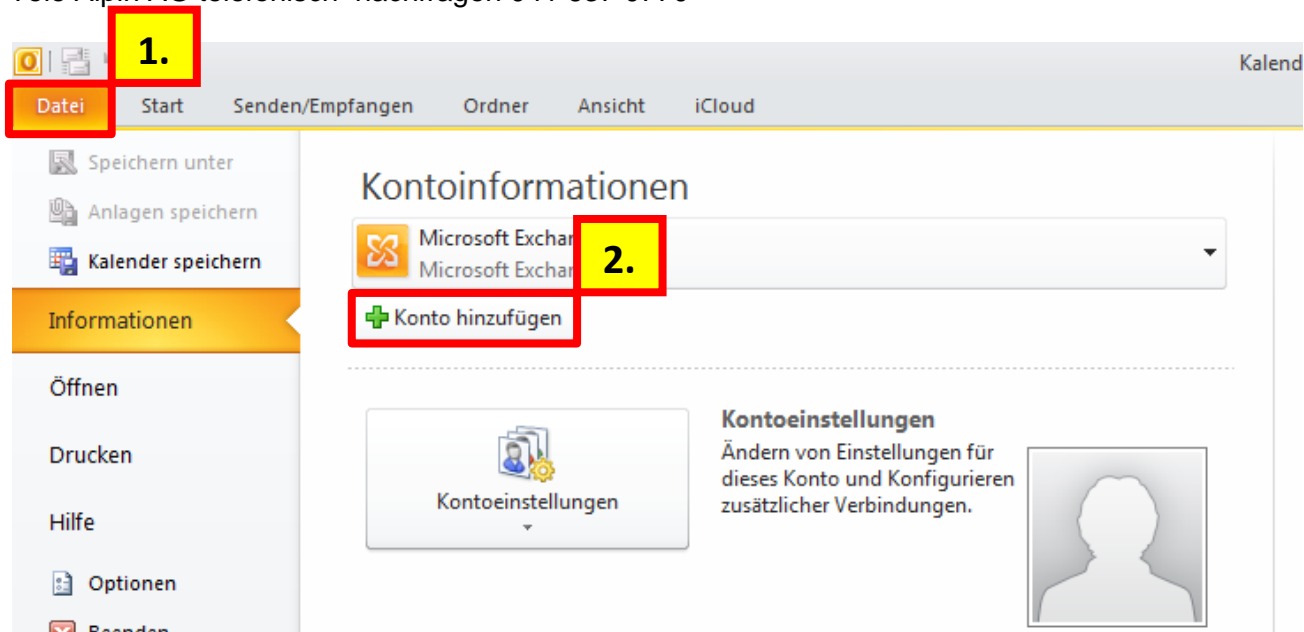 1.
Kalend
Datei Start Senden/Empfangen Ordner Ansicht iCloud
Speichern unter
Anlagen speichern
Kalender speichern
Informationen
Öffnen
Drucken
Hilfe
Optionen
Kontoinformationen
Microsoft Exchan
Microsoft Exchan
2.
Konto hinzufügen
Kontoeinstellungen
Kontoeinstellungen
Ändern von Einstellungen für
dieses Konto und Konfigurieren
zusätzlicher Verbindungen.